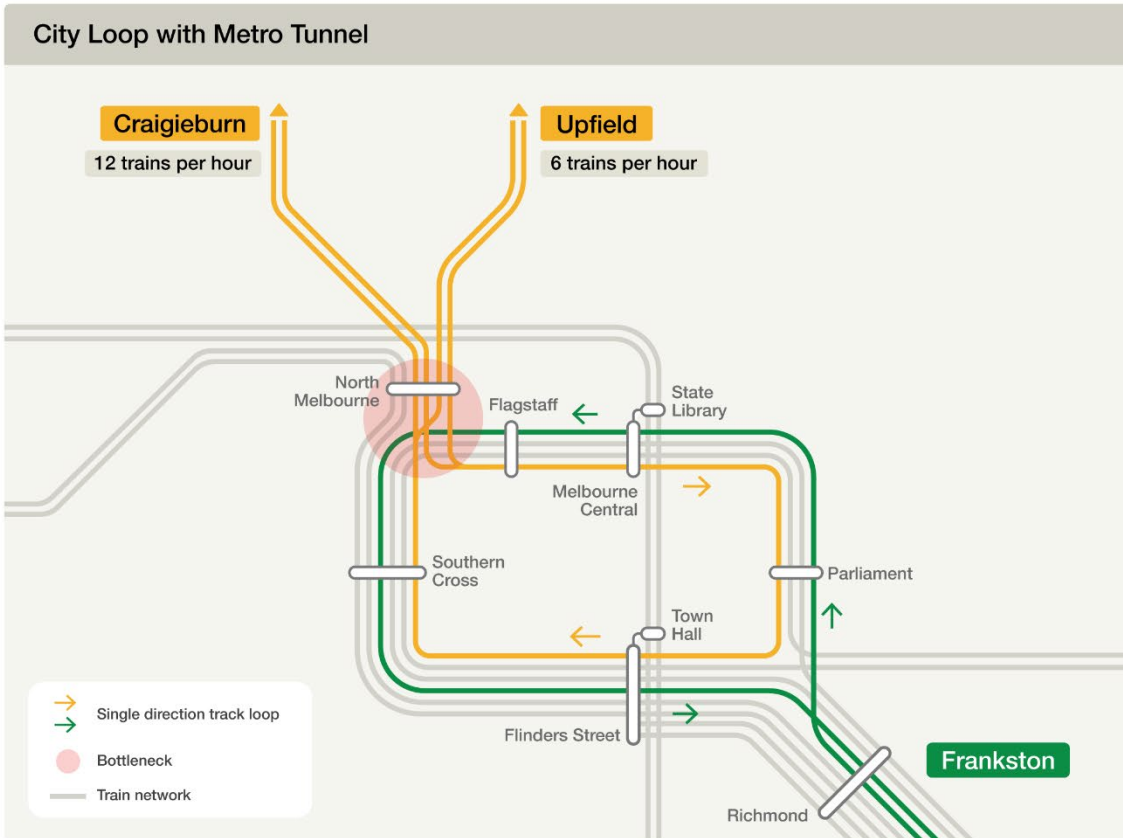 City Loop with Metro Tunnel
Craigieburn
12 trains per hour
Upfield
6 trains per hour
North
Melbourne
Flagstaff
State
Library
Melbourne
Central
Southern
Cross
Parliament
Town
Hall
Flinders Street
Frankston
Richmond
Single direction track loop
Bottleneck
Train network